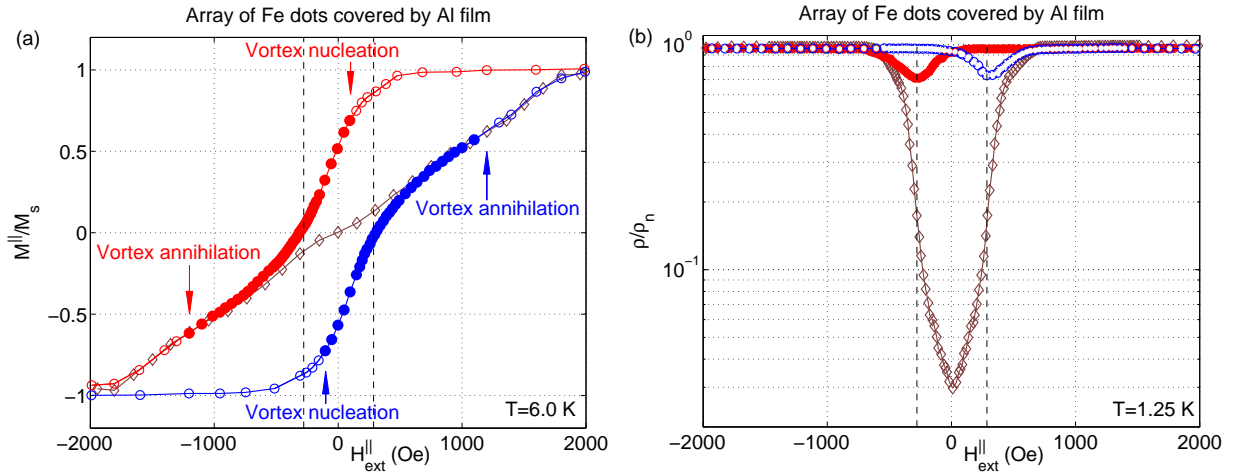 Array of Fe dots covered by Al film
(a)
Vortex nucleation
1
0.5
0
−0.5
−1
M||/Ms
Vortex annihilation
Vortex annihilation
Vortex nucleation
T=6.0 K
−2000 −1000 0 1000 2000
H||ext (Oe)
Array of Fe dots covered by Al film
(b)
10^0
10^−1
ρ/ρn
T=1.25 K
−2000 −1000 0 1000 2000
H||ext (Oe)